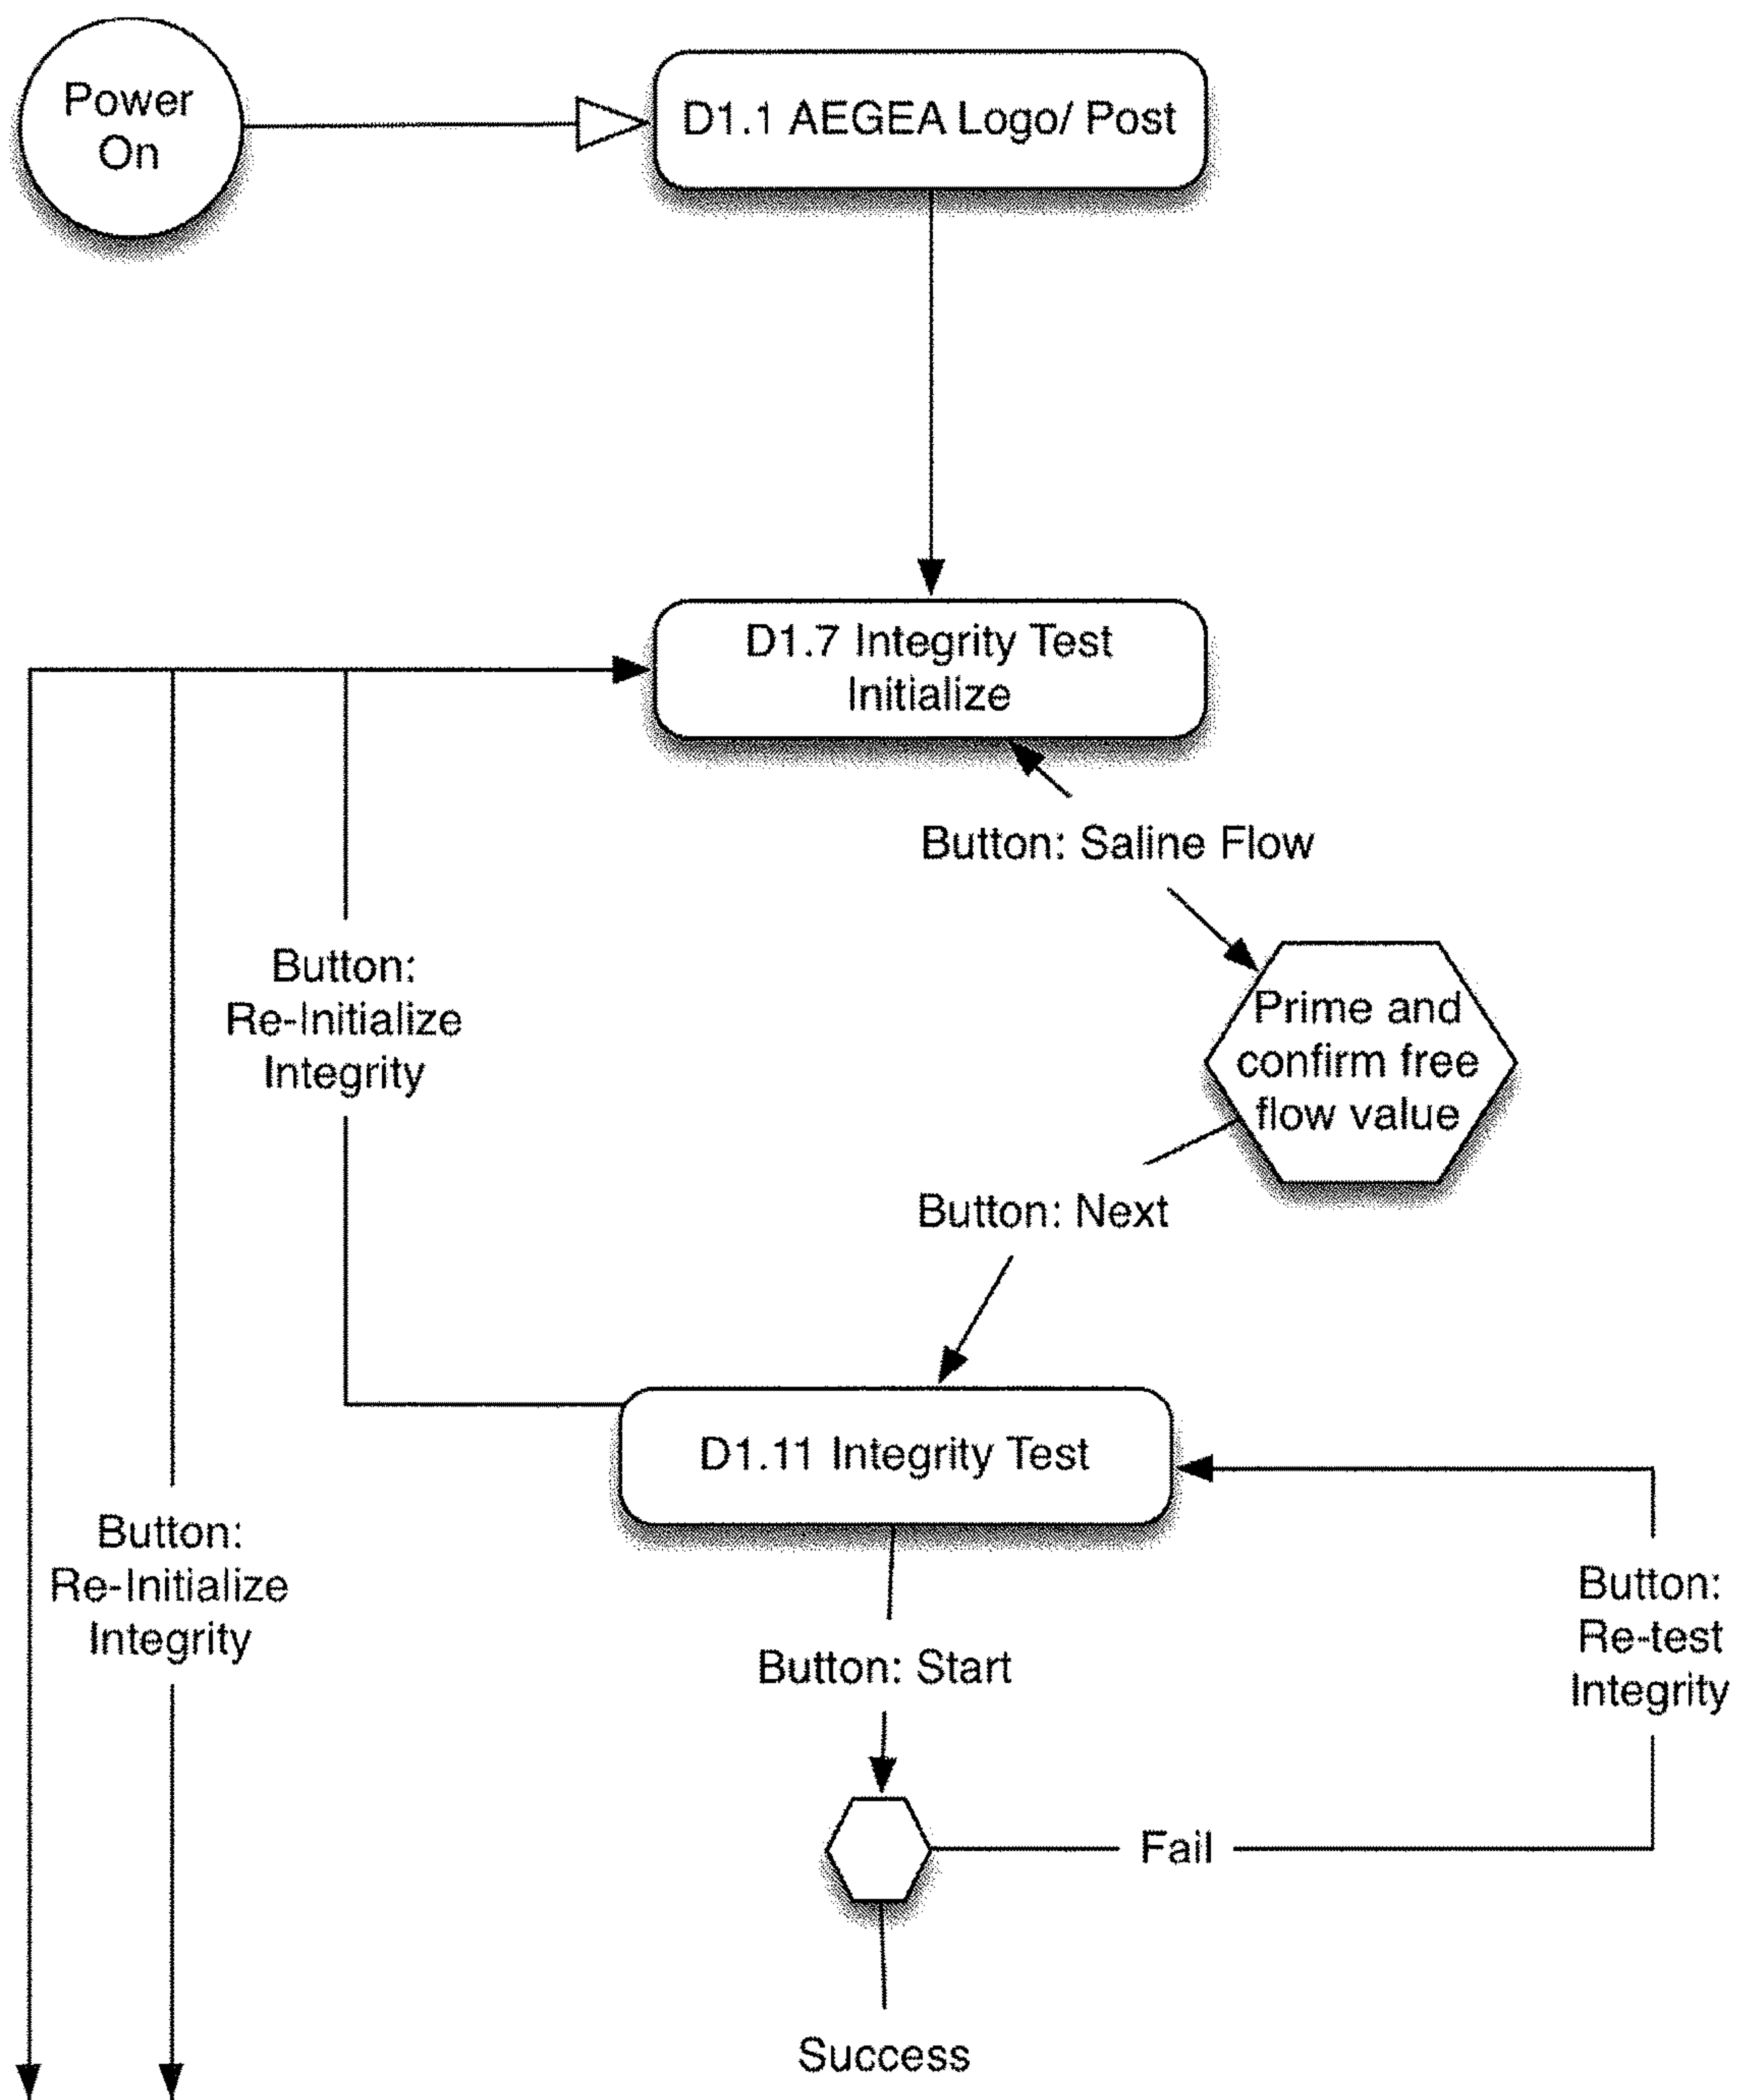 Power
On
D1.1 AEGEA Logo/ Post
D1.7 Integrity Test
Initialize
Button: Saline Flow
Button:
Re-Initialize
Integrity
Prime and
confirm free
flow value
Button: Next
D1.11 Integrity Test
Button:
Re-Initialize
Integrity
Button:
Re-test
Integrity
Button: Start
Fail
Success